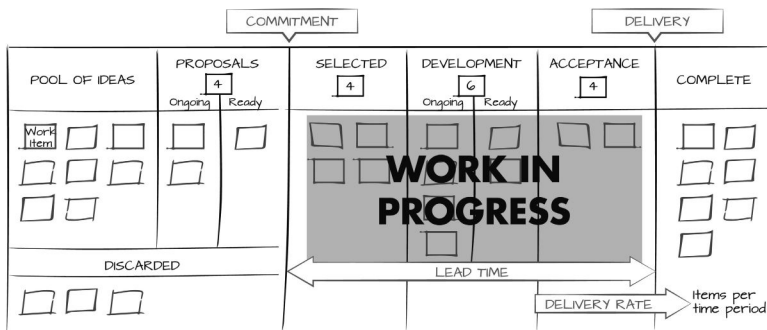 COMMITMENT
DELIVERY
POOL OF IDEAS
PROPOSALS
4
Ongoing
Ready
SELECTED
4
DEVELOPMENT
6
Ongoing
Ready
ACCEPTANCE
4
COMPLETE
Work
Item
WORK IN
PROGRESS
DISCARDED
LEAD TIME
DELIVERY RATE
Items per
time period